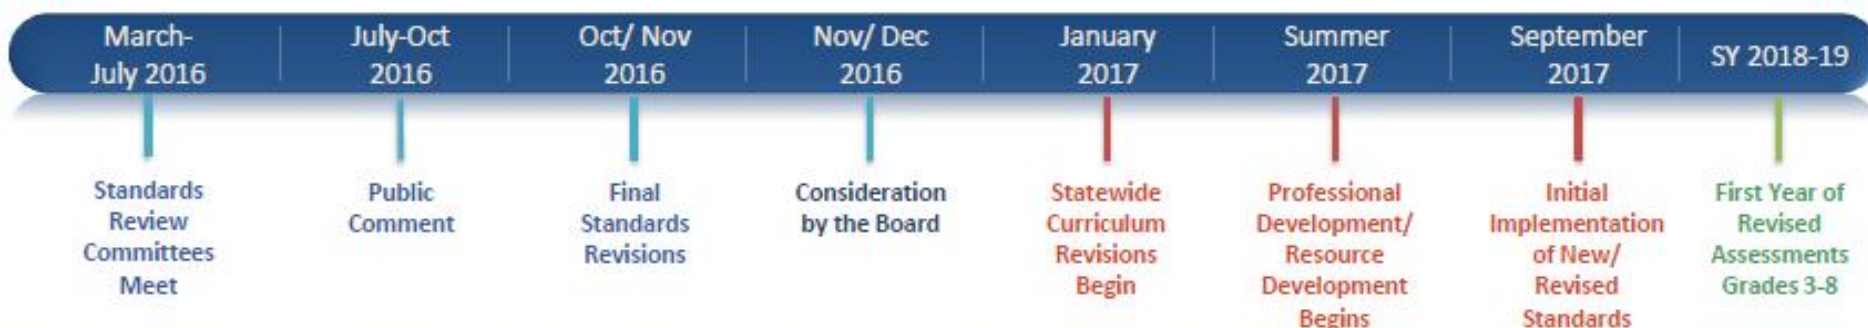 March-
July 2016
July-Oct
2016
Oct/ Nov
2016
Nov/ Dec
2016
January
2017
Summer
2017
September
2017
SY 2018-19
Standards
Review
Committees
Meet
Public
Comment
Final
Standards
Revisions
Consideration
by the Board
Statewide
Curriculum
Revisions
Begin
Professional
Development/
Resource
Development
Begins
Initial
Implementation
of New/
Revised
Standards
First Year of
Revised
Assessments
Grades 3-8